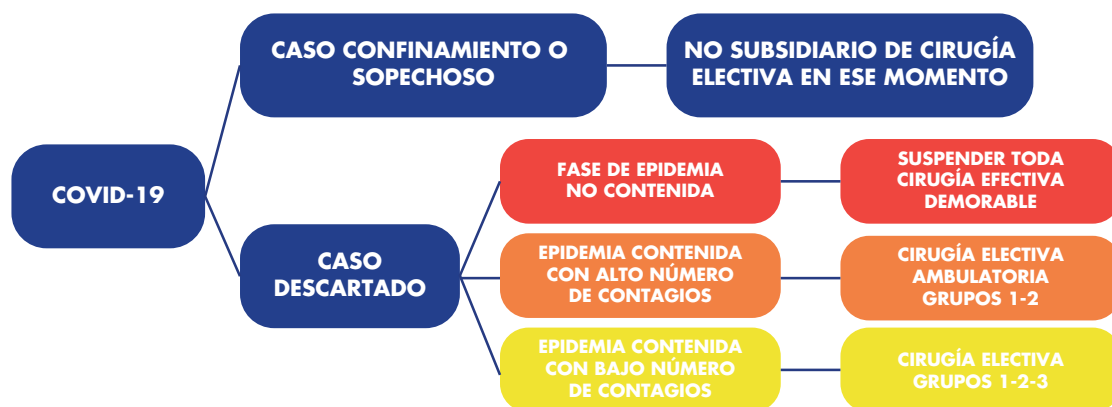 CASO CONFINAMIENTO O
SOPECHOSO
NO SUBSIDIARIO DE CIRUGÍA
ELECTIVA EN ESE MOMENTO
COVID-19
CASO
DESCARTADO
FASE DE EPIDEMIA
NO CONTENIDA
SUSPENDER TODA
CIRUGÍA EFECTIVA
DEMORABLE
EPIDEMIA CONTENIDA
CON ALTO NÚMERO
DE CONTAGIOS
CIRUGÍA ELECTIVA
AMBULATORIA
GRUPOS 1-2
EPIDEMIA CONTENIDA
CON BAJO NÚMERO
DE CONTAGIOS
CIRUGÍA ELECTIVA
GRUPOS 1-2-3